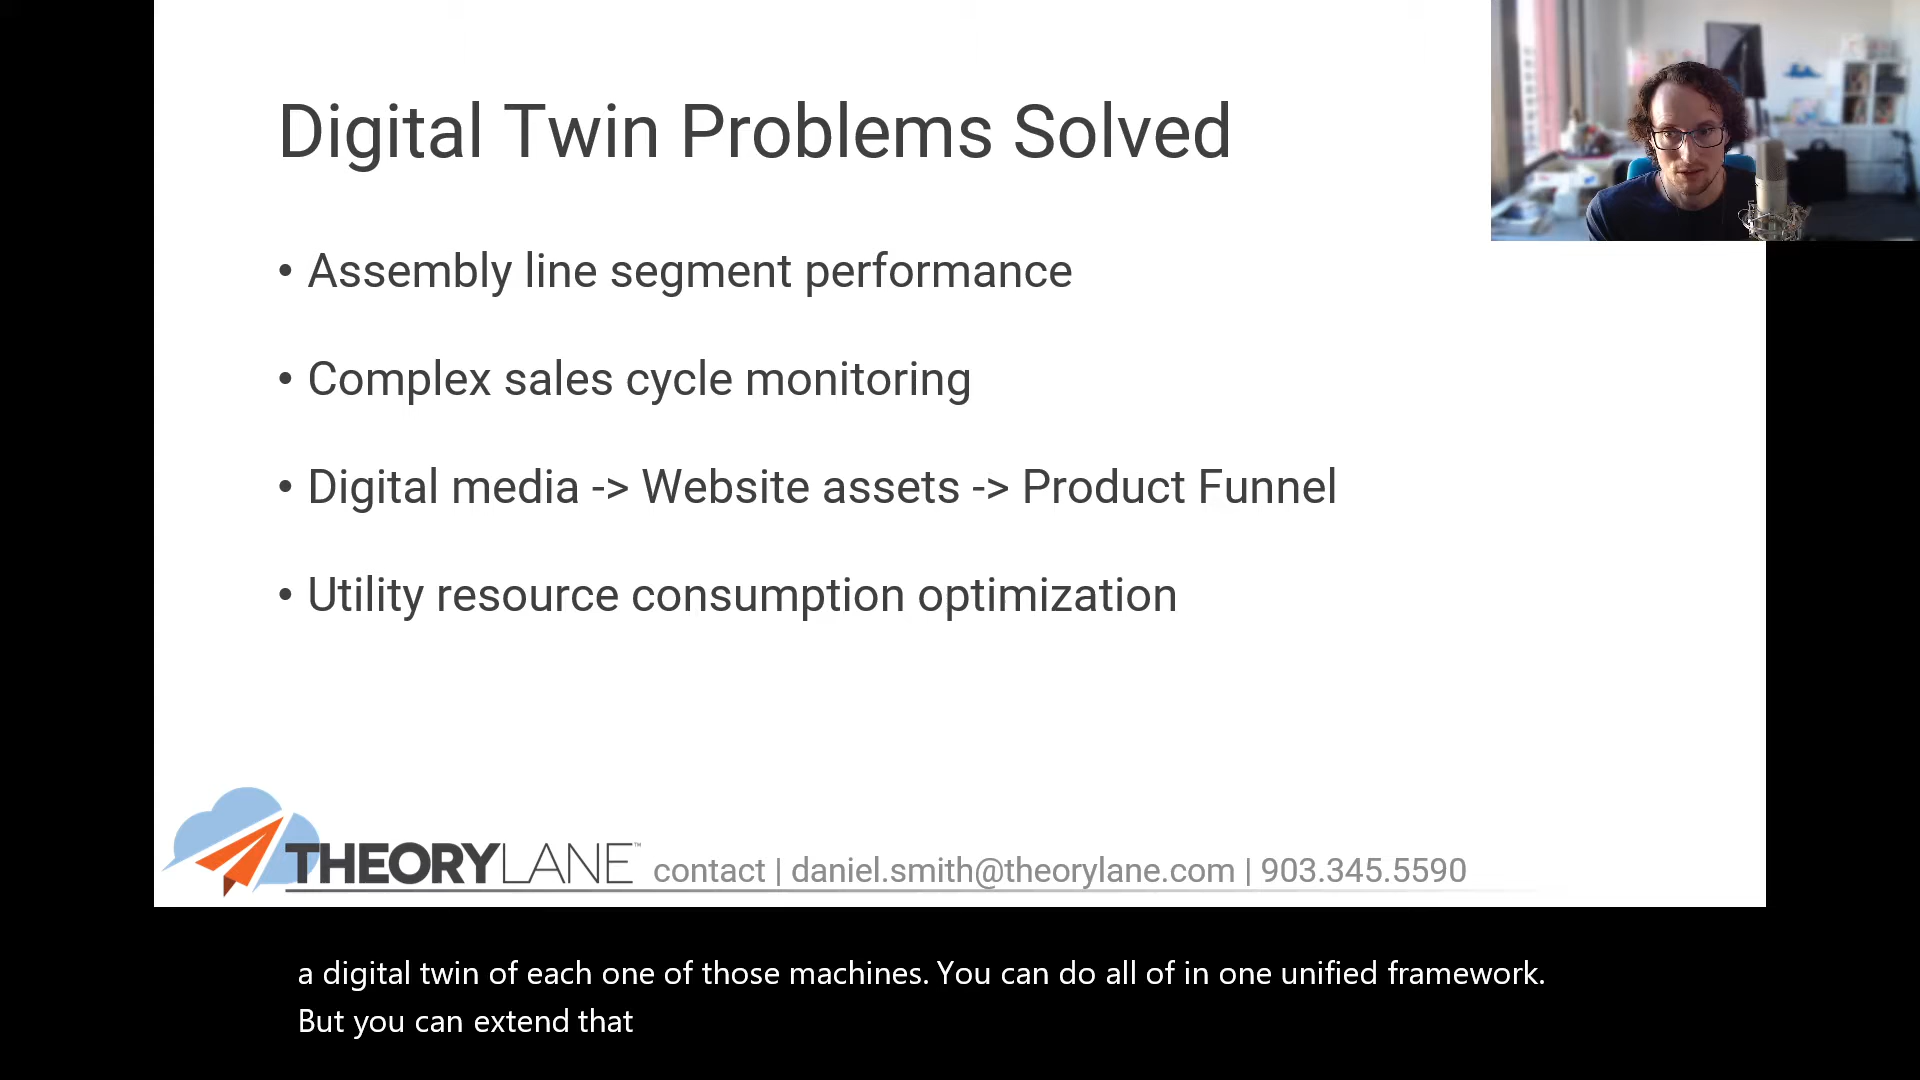 Digital Twin Problems Solved
• Assembly line segment performance
• Complex sales cycle monitoring
• Digital media -> Website assets -> Product Funnel
• Utility resource consumption optimization
THEORYLANE™ contact | daniel.smith@theorylane.com | 903.345.5590
a digital twin of each one of those machines. You can do all of in one unified framework.
But you can extend that